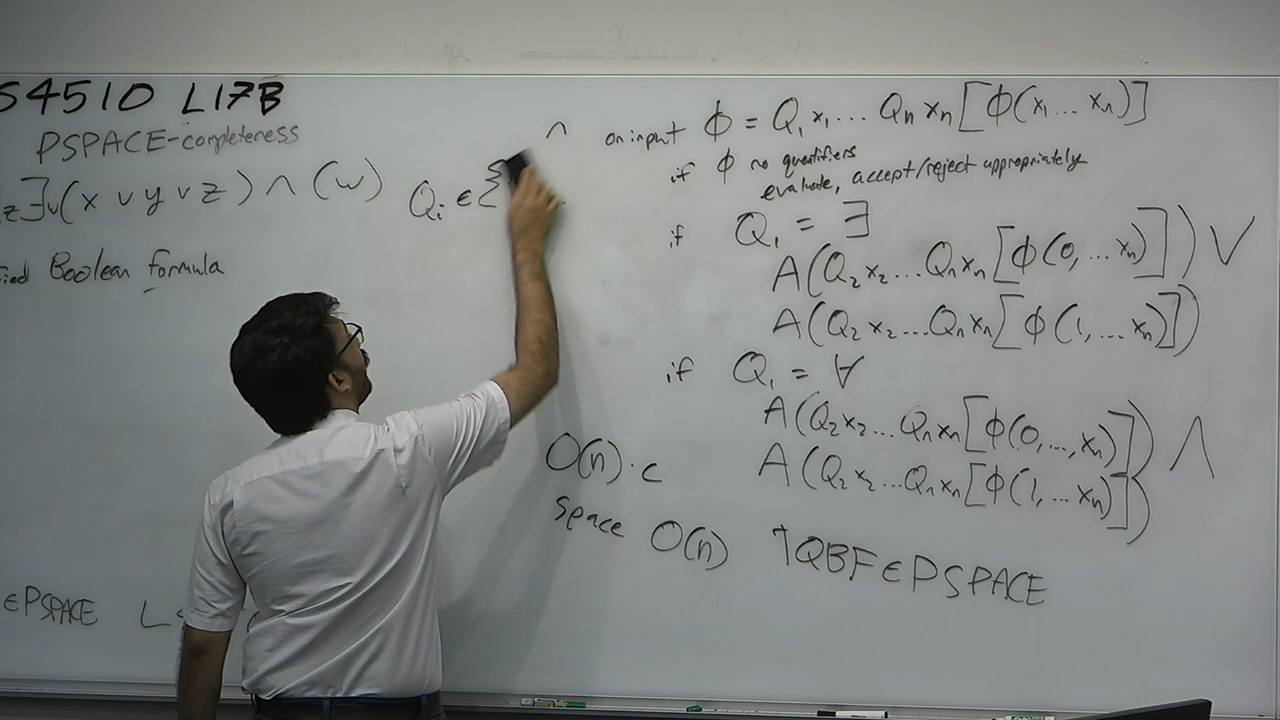 S4510 L17B
PSPACE-completeness
z∃](x ∨ y ∨ z) ∧ (w) Qᵢ ∈ {
Boolean formula
∈PSPACE L
∧
on input ϕ = Q₁x₁... Qₙxₙ[ϕ(x₁...xₙ)]
if ϕ no quantifiers
evaluate, accept/reject appropriately
if Q₁ = ∃
A(Q₂x₂...Qₙxₙ[ϕ(0,...xₙ)]) ∨
A(Q₂x₂...Qₙxₙ[ϕ(1,...xₙ)])
if Q₁ = ∀
A(Q₂x₂...Qₙxₙ[ϕ(0,...,xₙ)]) ∧
A(Q₂x₂...Qₙxₙ[ϕ(1,...xₙ)])
O(n)·c
space O(n)
TQBF∈PSPACE